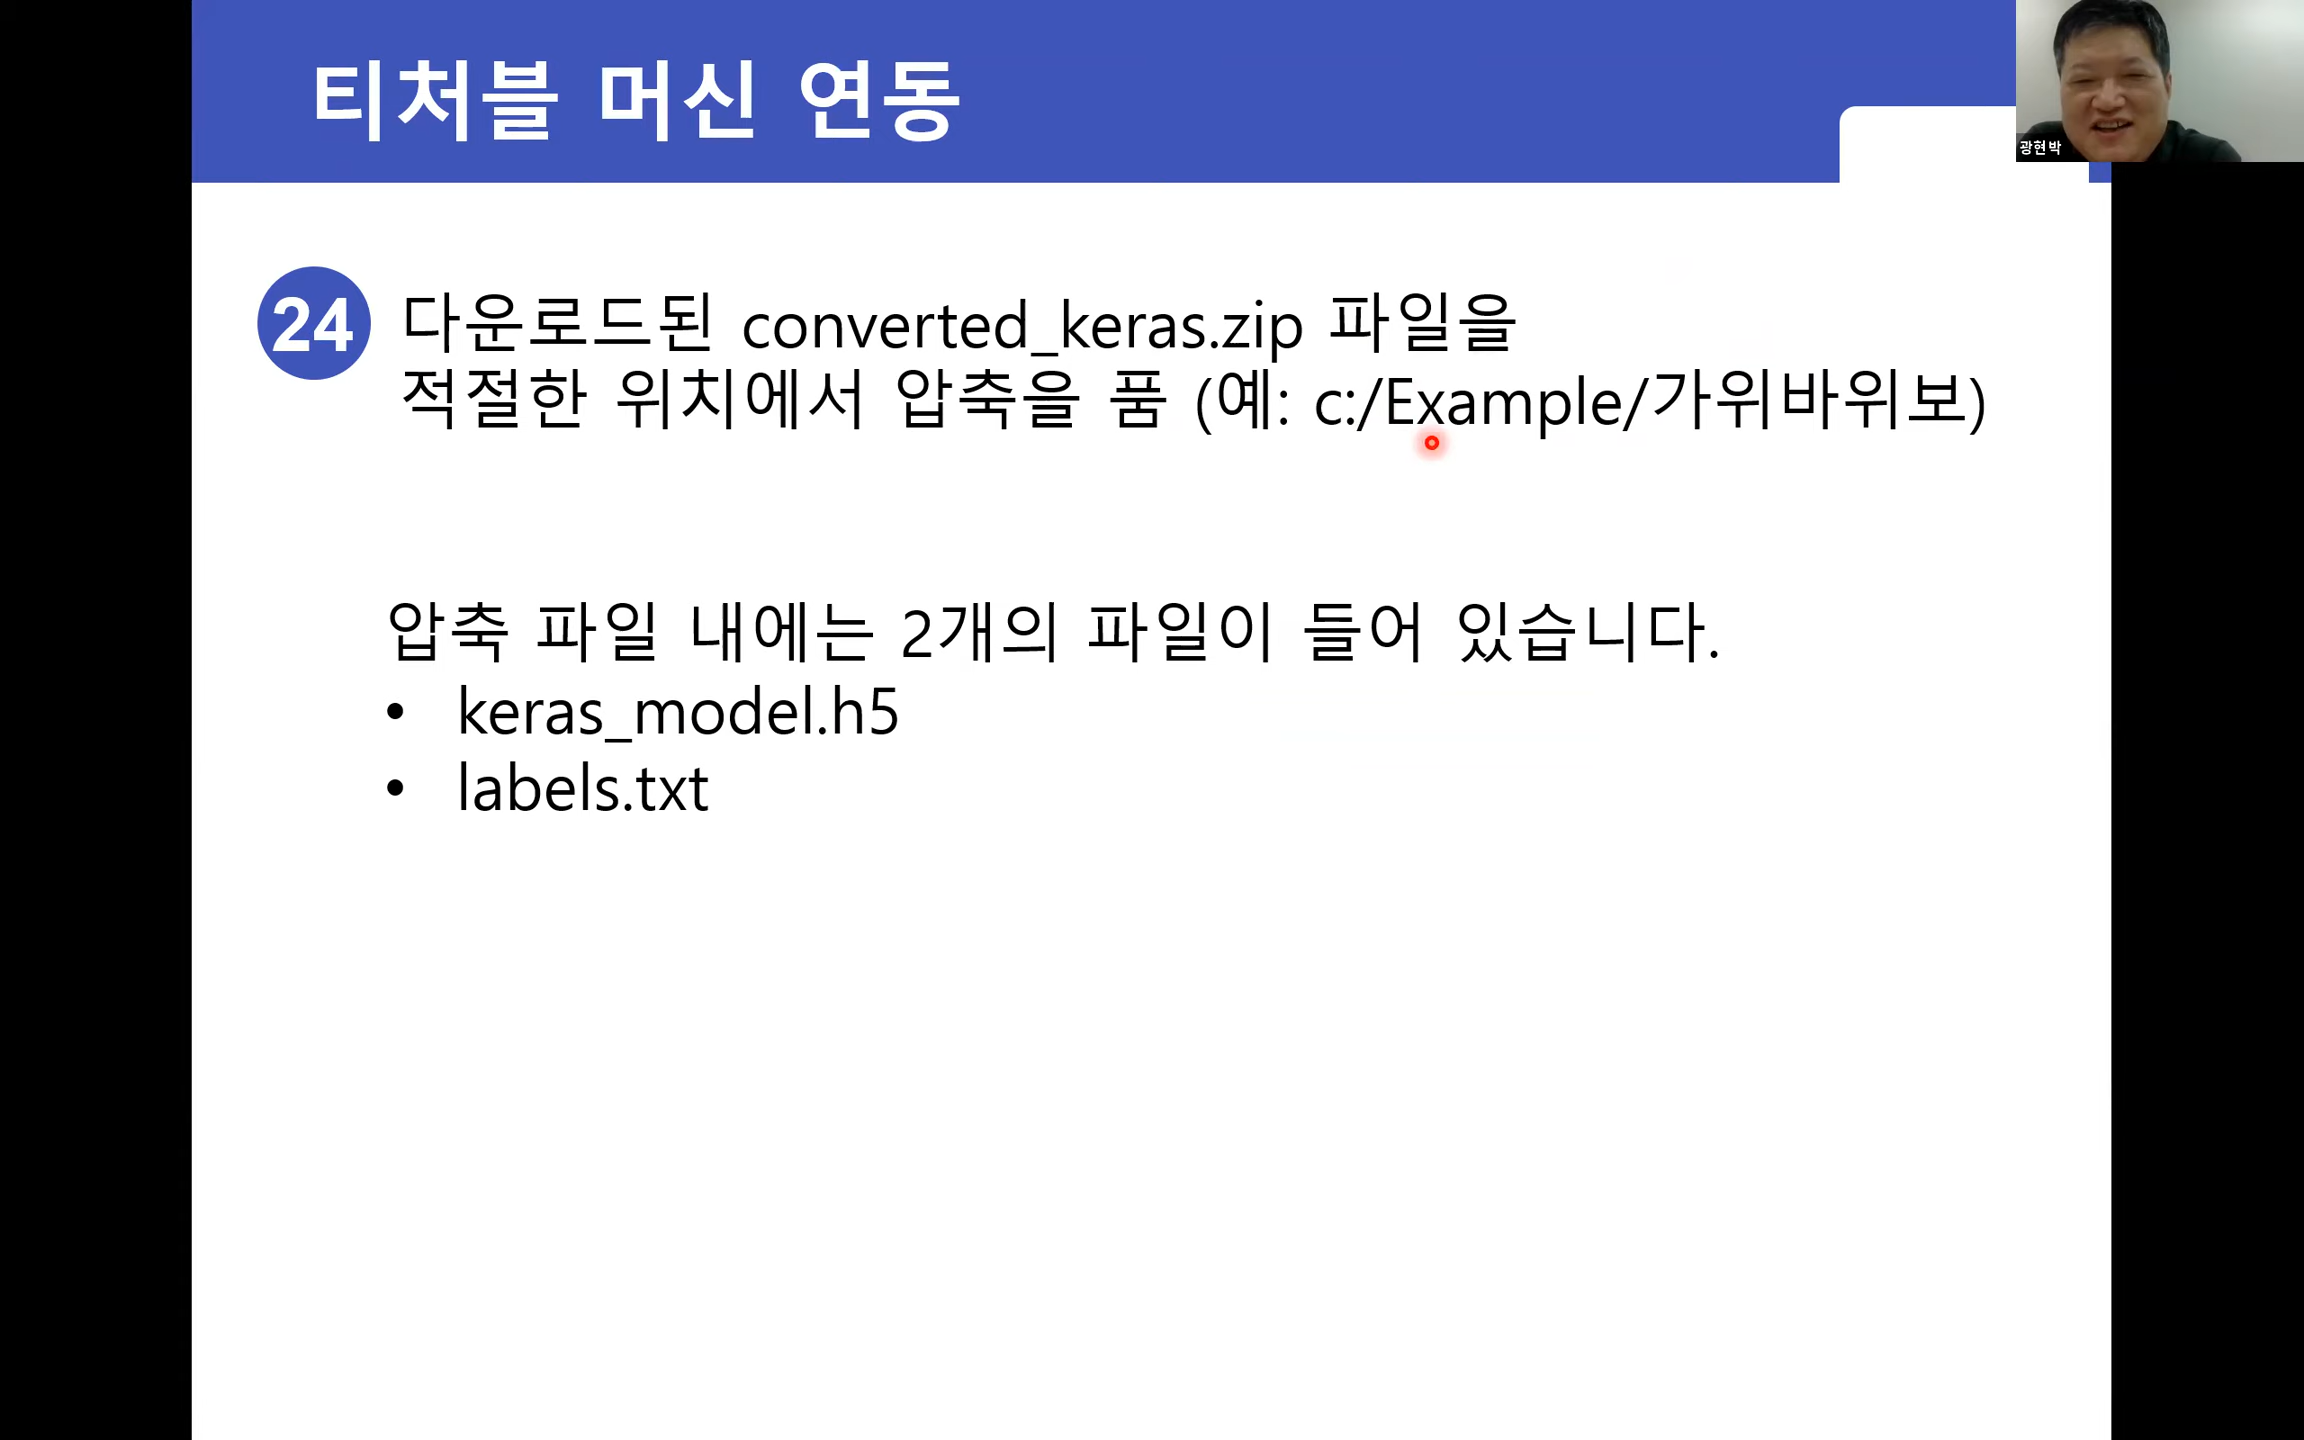 티처블 머신 연동
광현박
24
다운로드된 converted_keras.zip 파일을
적절한 위치에서 압축을 품 (예: c:/Example/가위바위보)
압축 파일 내에는 2개의 파일이 들어 있습니다.
• keras_model.h5
• labels.txt